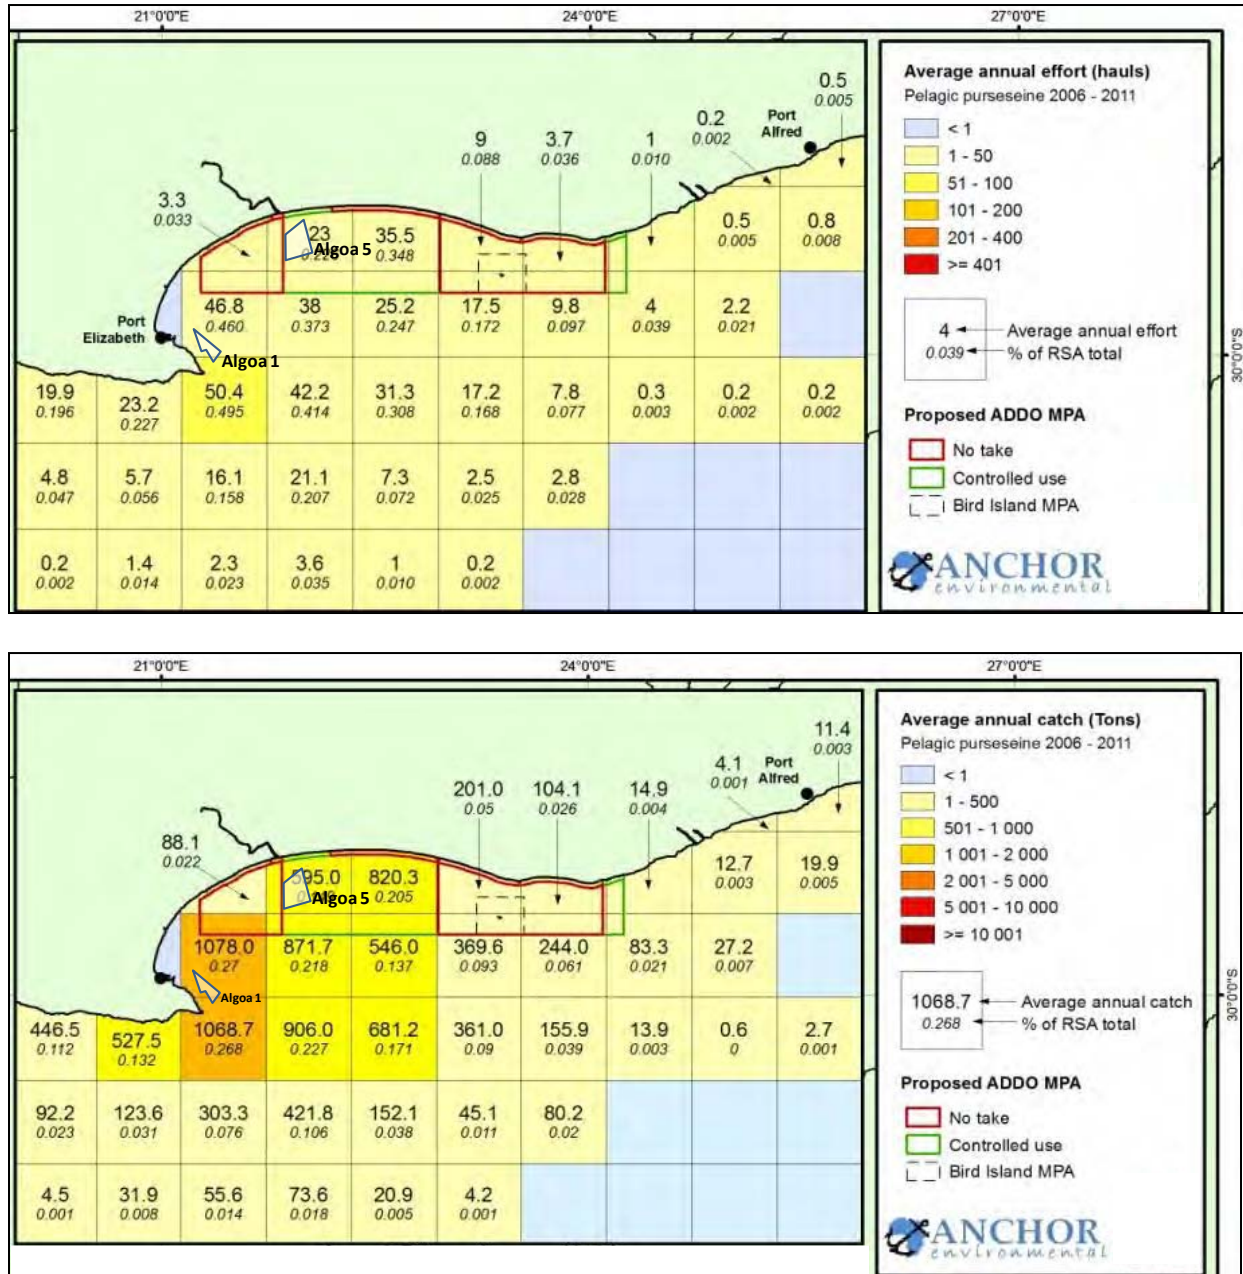 21°0'0"E 24°0'0"E 27°0'0"E
Average annual effort (hauls)
Pelagic purseseine 2006 - 2011
< 1
1 - 50
51 - 100
101 - 200
201 - 400
>= 401
4 Average annual effort
0.039 % of RSA total
Proposed ADDO MPA
No take
Controlled use
Bird Island MPA
ANCHOR
environmental
30°0'0"S
0.5
0.005
0.2
0.002
Port
Alfred
9 3.7 1
0.088 0.036 0.010
3.3
0.033
23 35.5 0.5 0.8
Algoa 5
0.348 0.005 0.008
46.8 38 25.2 17.5 9.8 4 2.2
0.460 0.373 0.247 0.172 0.097 0.039 0.021
Port
Elizabeth
Algoa 1
19.9 23.2 50.4 42.2 31.3 17.2 7.8 0.3 0.2 0.2
0.196 0.227 0.495 0.414 0.308 0.168 0.077 0.003 0.002 0.002
4.8 5.7 16.1 21.1 7.3 2.5 2.8
0.047 0.056 0.158 0.207 0.072 0.025 0.028
0.2 1.4 2.3 3.6 1 0.2
0.002 0.014 0.023 0.035 0.010 0.002
21°0'0"E 24°0'0"E 27°0'0"E
Average annual catch (Tons)
Pelagic purseseine 2006 - 2011
< 1
1 - 500
501 - 1 000
1 001 - 2 000
2 001 - 5 000
5 001 - 10 000
>= 10 001
1068.7 Average annual catch
0.268 % of RSA total
Proposed ADDO MPA
No take
Controlled use
Bird Island MPA
ANCHOR
environmental
30°0'0"S
11.4
0.003
4.1
0.001
Port
Alfred
201.0 104.1 14.9
0.05 0.026 0.004
88.1
0.022
595.0 820.3 12.7 19.9
Algoa 5
0.205 0.003 0.005
1078.0 871.7 546.0 369.6 244.0 83.3 27.2
0.27 0.218 0.137 0.093 0.061 0.021 0.007
Algoa 1
446.5 527.5 1068.7 906.0 681.2 361.0 155.9 13.9 0.6 2.7
0.112 0.132 0.268 0.227 0.171 0.09 0.039 0.003 0 0.001
92.2 123.6 303.3 421.8 152.1 45.1 80.2
0.023 0.031 0.076 0.106 0.038 0.011 0.02
4.5 31.9 55.6 73.6 20.9 4.2
0.001 0.008 0.014 0.018 0.005 0.001